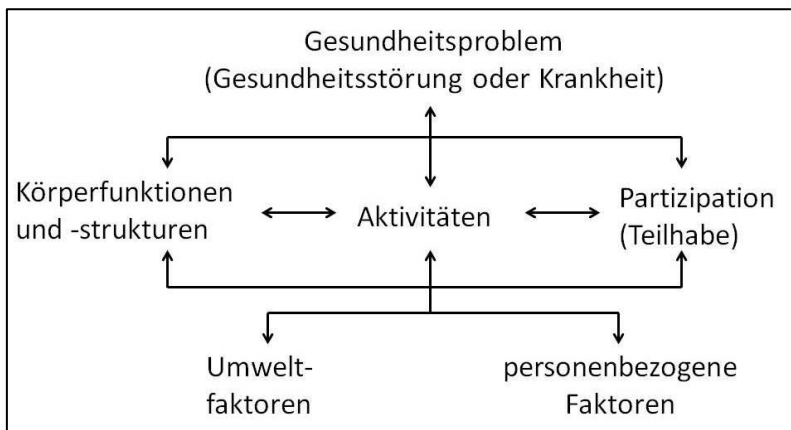 Gesundheitsproblem
(Gesundheitsstörung oder Krankheit)
Körperfunktionen
und -strukturen
Aktivitäten
Partizipation
(Teilhabe)
Umwelt-
faktoren
personenbezogene
Faktoren